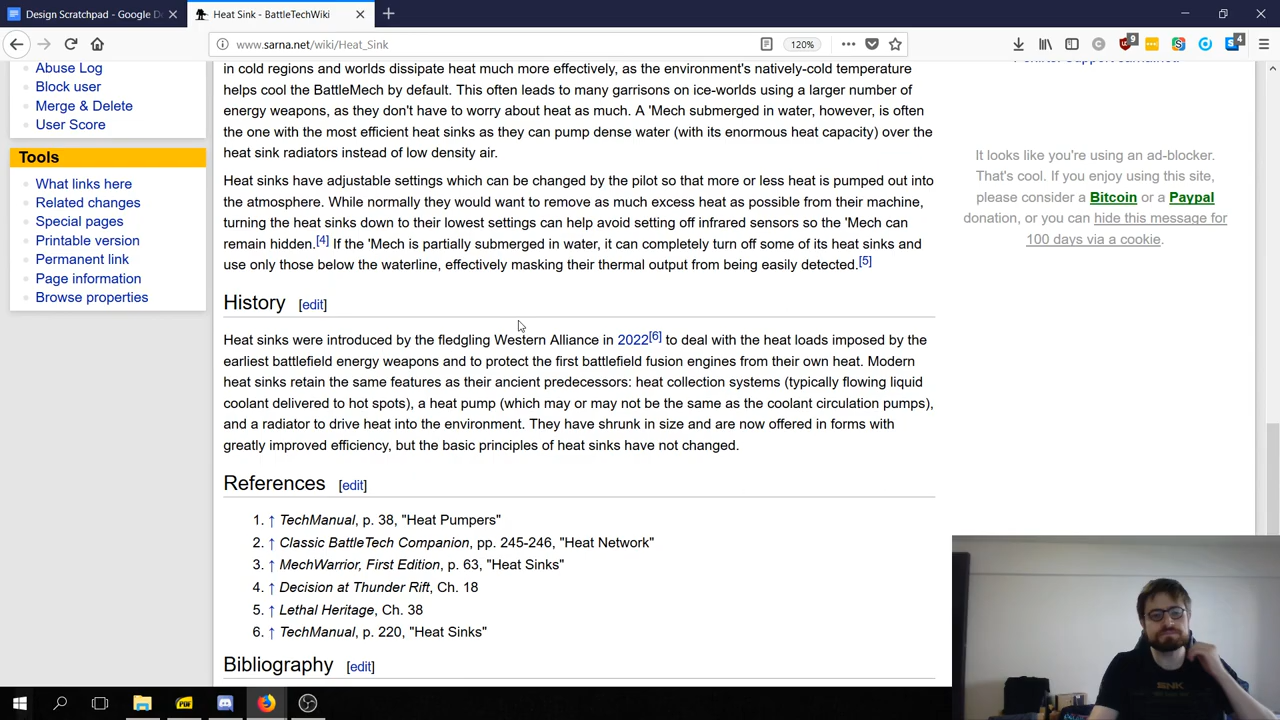 Design Scratchpad - Google D
Heat Sink - BattleTechWiki
www.sarna.net/wiki/Heat_Sink
120%
9
4
Abuse Log
Block user
Merge & Delete
User Score
Tools
What links here
Related changes
Special pages
Printable version
Permanent link
Page information
Browse properties
in cold regions and worlds dissipate heat much more effectively, as the environment's natively-cold temperature
helps cool the BattleMech by default. This often leads to many garrisons on ice-worlds using a larger number of
energy weapons, as they don't have to worry about heat as much. A 'Mech submerged in water, however, is often
the one with the most efficient heat sinks as they can pump dense water (with its enormous heat capacity) over the
heat sink radiators instead of low density air.
Heat sinks have adjustable settings which can be changed by the pilot so that more or less heat is pumped out into
the atmosphere. While normally they would want to remove as much excess heat as possible from their machine,
turning the heat sinks down to their lowest settings can help avoid setting off infrared sensors so the 'Mech can
remain hidden.[4] If the 'Mech is partially submerged in water, it can completely turn off some of its heat sinks and
use only those below the waterline, effectively masking their thermal output from being easily detected.[5]
History [edit]
Heat sinks were introduced by the fledgling Western Alliance in 2022[6] to deal with the heat loads imposed by the
earliest battlefield energy weapons and to protect the first battlefield fusion engines from their own heat. Modern
heat sinks retain the same features as their ancient predecessors: heat collection systems (typically flowing liquid
coolant delivered to hot spots), a heat pump (which may or may not be the same as the coolant circulation pumps),
and a radiator to drive heat into the environment. They have shrunk in size and are now offered in forms with
greatly improved efficiency, but the basic principles of heat sinks have not changed.
References [edit]
1. ↑ TechManual, p. 38, "Heat Pumpers"
2. ↑ Classic BattleTech Companion, pp. 245-246, "Heat Network"
3. ↑ MechWarrior, First Edition, p. 63, "Heat Sinks"
4. ↑ Decision at Thunder Rift, Ch. 18
5. ↑ Lethal Heritage, Ch. 38
6. ↑ TechManual, p. 220, "Heat Sinks"
Bibliography [edit]
It looks like you're using an ad-blocker.
That's cool. If you enjoy using this site,
please consider a Bitcoin or a Paypal
donation, or you can hide this message for
100 days via a cookie.